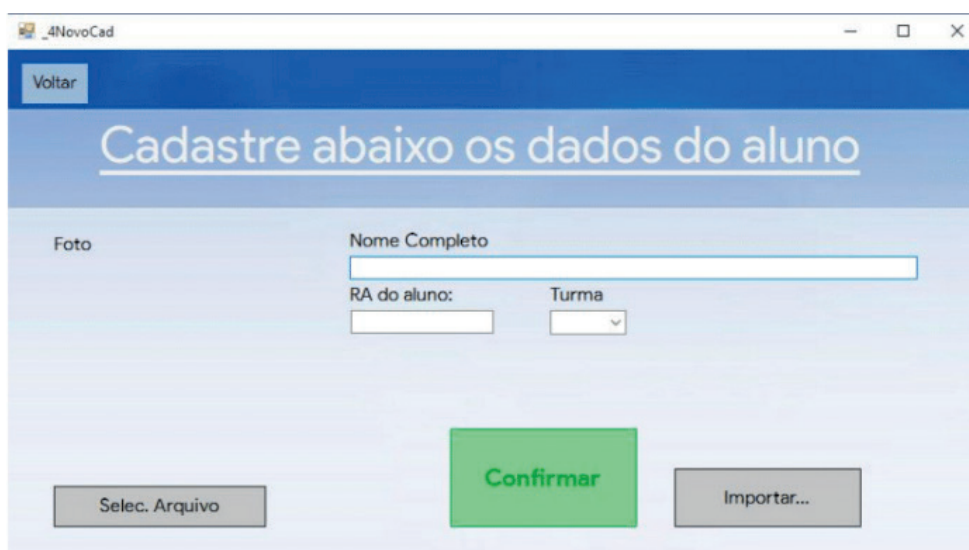 _4NovoCad
Voltar
Cadastre abaixo os dados do aluno
Foto
Nome Completo
RA do aluno:
Turma
Confirmar
Selec. Arquivo
Importar...